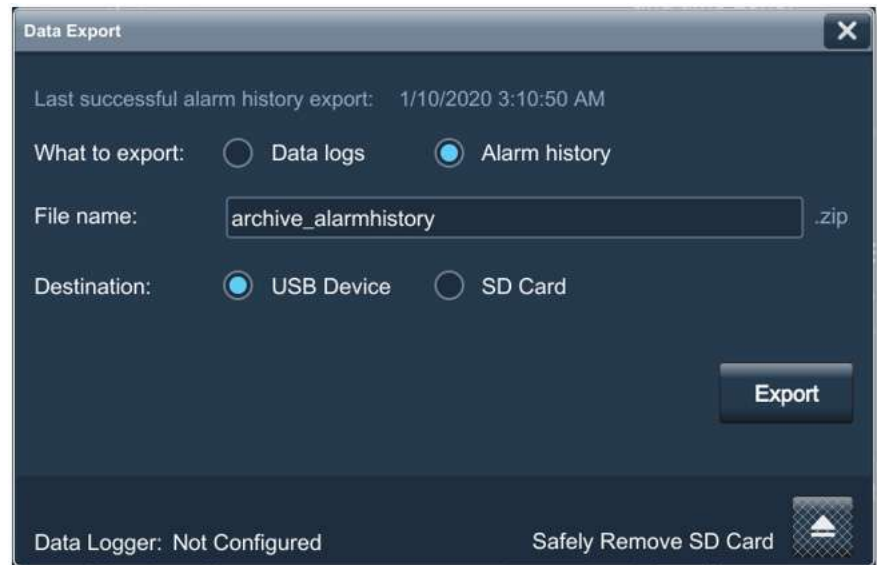 Data Export
Last successful alarm history export: 1/10/2020 3:10:50 AM
What to export: Data logs Alarm history
File name: archive_alarmhistory .zip
Destination: USB Device SD Card
Export
Data Logger: Not Configured Safely Remove SD Card